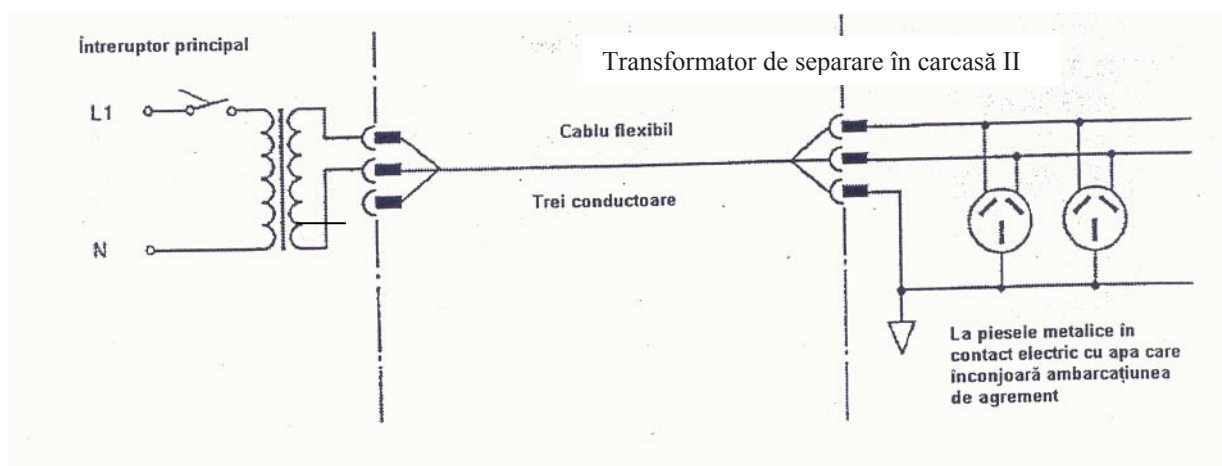 Întreruptor principal
Transformator de separare în carcasă II
L1
Cablu flexibil
Trei conductoare
N
La piesele metalice în
contact electric cu apa care
înconjoară ambarcațiunea
de agrement